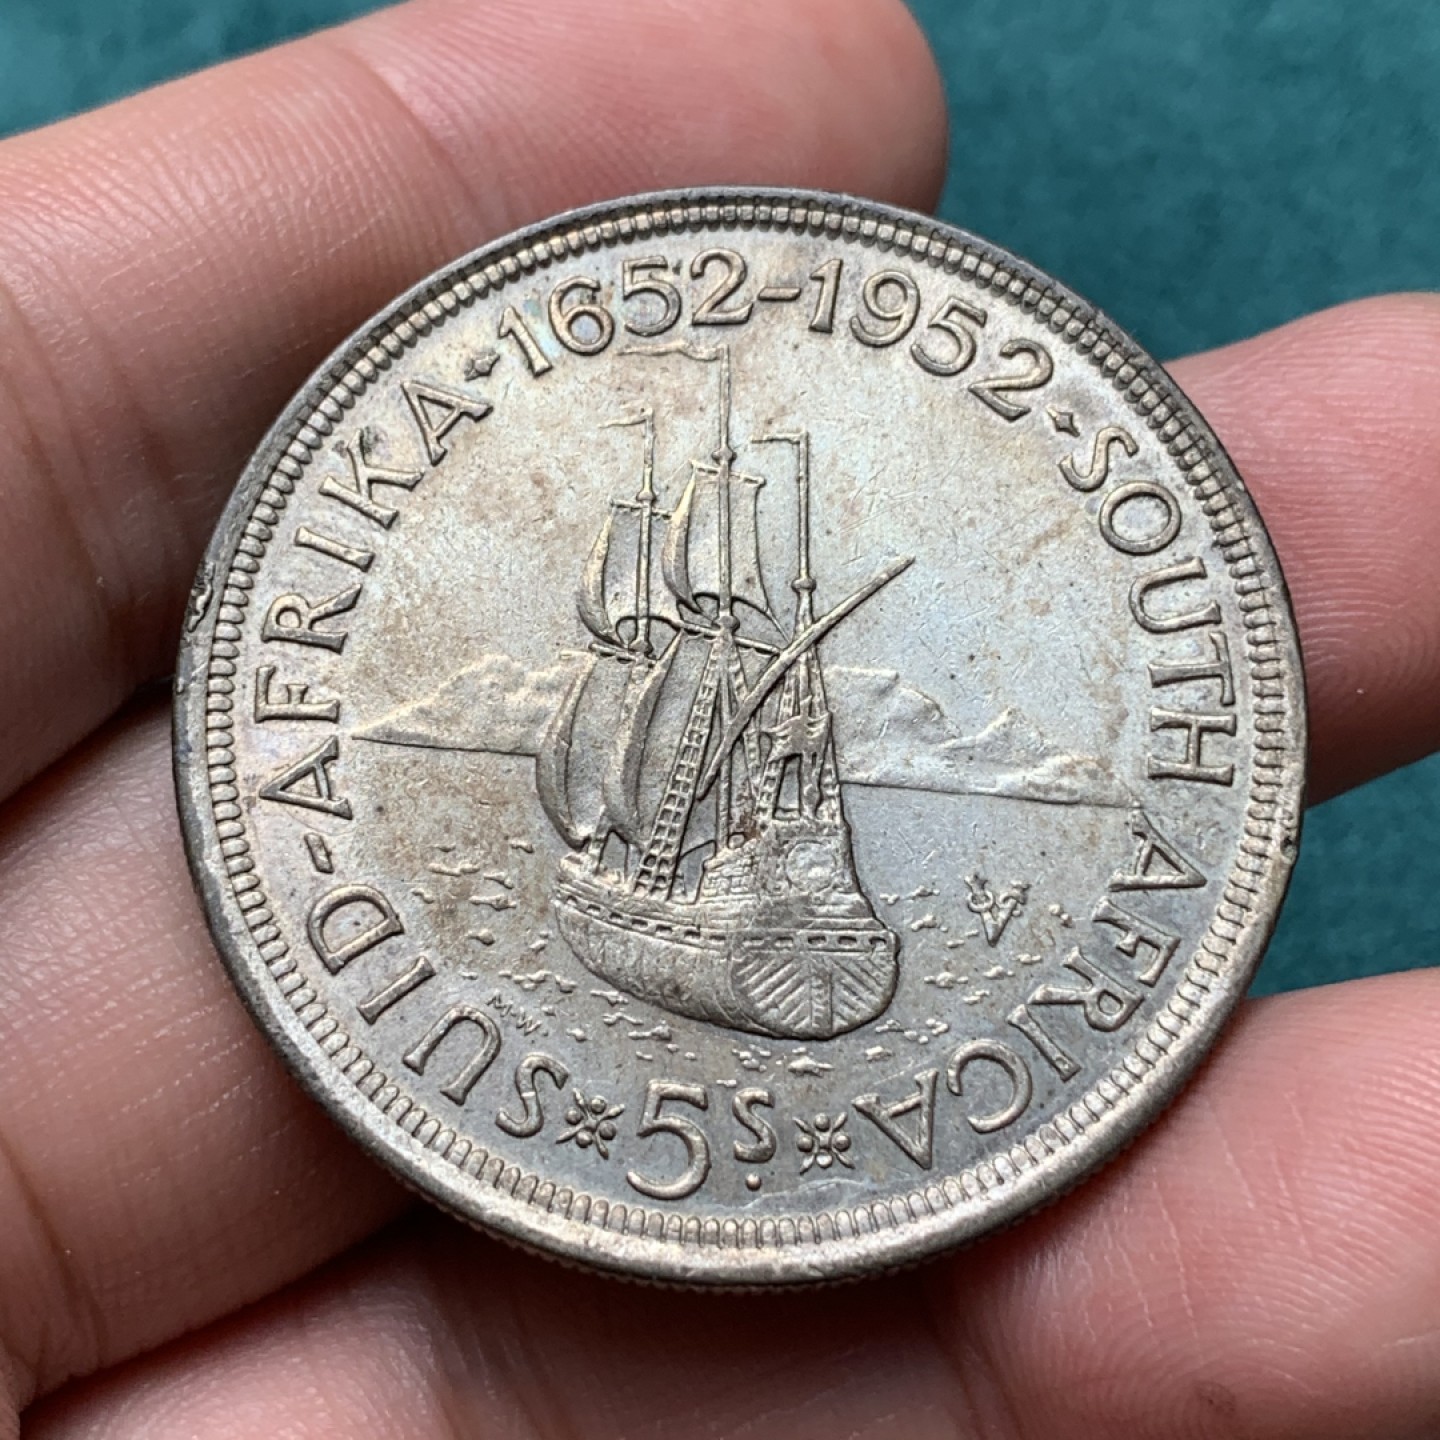 SUID-AFRIKA · 1652-1952 · SOUTH AFRICA
M.W.
5s.